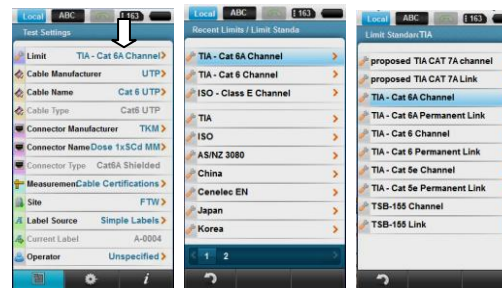 Local ABC 163
Test Settings
Limit TIA - Cat 6A Channel
Cable Manufacturer UTP
Cable Name Cat 6 UTP
Cable Type Cat6 UTP
Connector Manufacturer TKM
Connector Name Dose 1xSCd MM
Connector Type Cat6A Shielded
Measuremen Cable Certifications
Site FTW
Label Source Simple Labels
Current Label A-0004
Operator Unspecified
i
Local ABC 163
Recent Limits / Limit Standa
TIA - Cat 6A Channel
TIA - Cat 6 Channel
ISO - Class E Channel
TIA
ISO
AS/NZ 3080
China
Cenelec EN
Japan
Korea
1 2
Local ABC 163
Limit Standard TIA
proposed TIA CAT 7A channel
proposed TIA CAT 7A Link
TIA - Cat 6A Channel
TIA - Cat 6A Permanent Link
TIA - Cat 6 Channel
TIA - Cat 6 Permanent Link
TIA - Cat 5e Channel
TIA - Cat 5e Permanent Link
TSB-155 Channel
TSB-155 Link